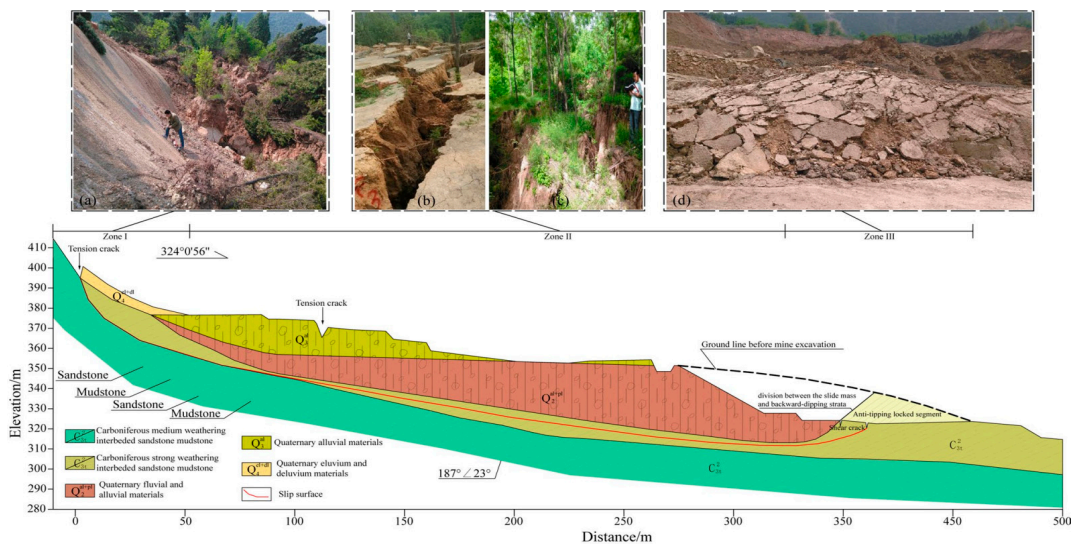 (a)
(b)
(c)
(d)
Zone I
Zone II
Zone III
Tension crack
324°0'56"
Tension crack
Ground line before mine excavation
division between the slide mass
and backward-dipping strata
Anti-tipping locked segment
Shear crack
Sandstone
Mudstone
Sandstone
Mudstone
187°∠23°
Carboniferous medium weathering
interbeded sandstone mudstone
Carboniferous strong weathering
interbeded sandstone mudstone
Quaternary fluvial and
alluvial materials
Quaternary alluvial materials
Quaternary eluvium and
deluvium materials
Slip surface
Elevation/m
410
400
390
380
370
360
350
340
330
320
310
300
290
280
0
50
100
150
200
250
300
350
400
450
500
Distance/m